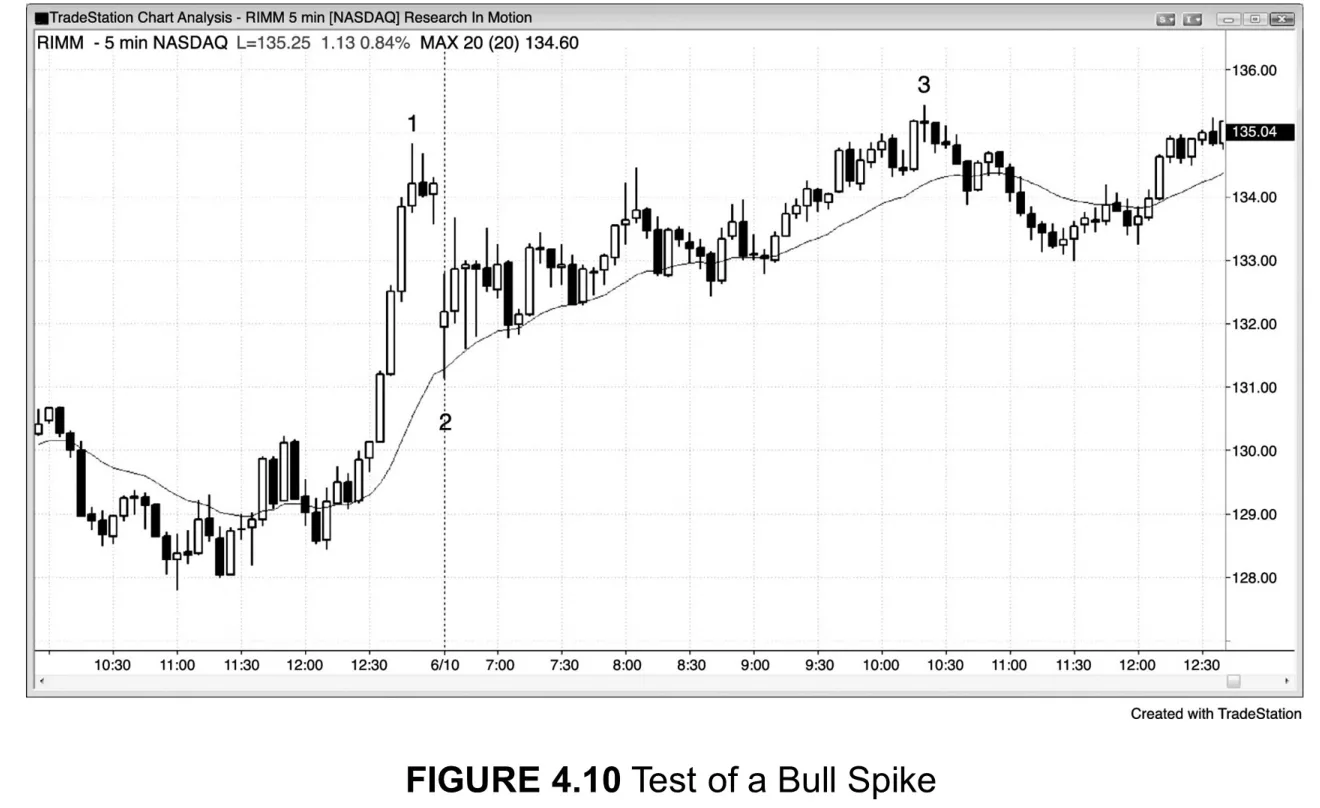 TradeStation Chart Analysis - RIMM 5 min [NASDAQ] Research In Motion
RIMM - 5 min NASDAQ L=135.25 1.13 0.84% MAX 20 (20) 134.60
136.00
3
1
135.04
134.00
133.00
132.00
131.00
2
130.00
129.00
128.00
10:30 11:00 11:30 12:00 12:30 6/10 7:00 7:30 8:00 8:30 9:00 9:30 10:00 10:30 11:00 11:30 12:00 12:30
Created with TradeStation
FIGURE 4.10 Test of a Bull Spike